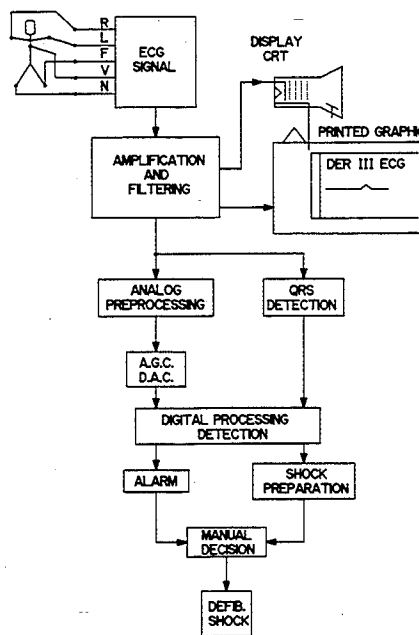 R
L
F
V
N
ECG
SIGNAL
DISPLAY
CRT
AMPLIFICATION
AND
FILTERING
PRINTED GRAPHIC
DER III ECG
ANALOG
PREPROCESSING
QRS
DETECTION
A.G.C.
D.A.C.
DIGITAL PROCESSING
DETECTION
ALARM
SHOCK
PREPARATION
MANUAL
DECISION
DEFIB.
SHOCK